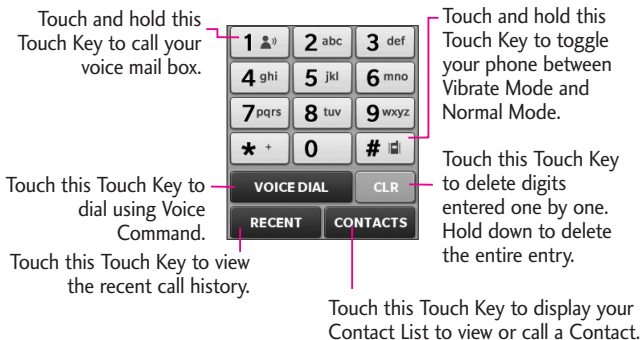 Touch and hold this
Touch Key to call your
voice mail box.
1
2 abc
3 def
4 ghi
5 jkl
6 mno
7pqrs
8 tuv
9wxyz
* +
0
#
VOICE DIAL
CLR
RECENT
CONTACTS
Touch and hold this
Touch Key to toggle
your phone between
Vibrate Mode and
Normal Mode.
Touch this Touch Key
to delete digits
entered one by one.
Hold down to delete
the entire entry.
Touch this Touch Key to
dial using Voice
Command.
Touch this Touch Key to view
the recent call history.
Touch this Touch Key to display your
Contact List to view or call a Contact.